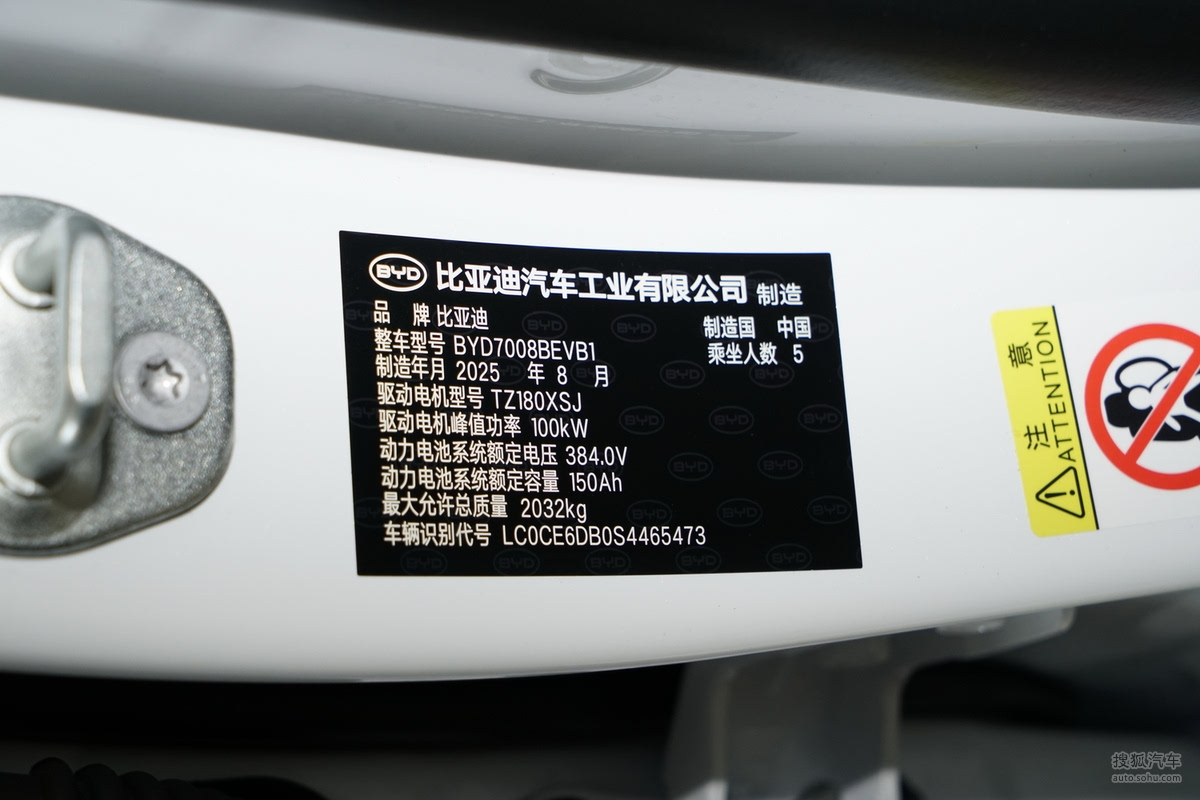 BYD 比亚迪汽车工业有限公司 制造
品 牌 比亚迪 制造国 中国
整车型号 BYD7008BEVB1 乘坐人数 5
制造年月 2025 年 8 月
驱动电机型号 TZ180XSJ
驱动电机峰值功率 100kW
动力电池系统额定电压 384.0V
动力电池系统额定容量 150Ah
最大允许总质量 2032kg
车辆识别代号 LC0CE6DB0S4465473
注 意
ATTENTION
搜狐汽车
auto.sohu.com